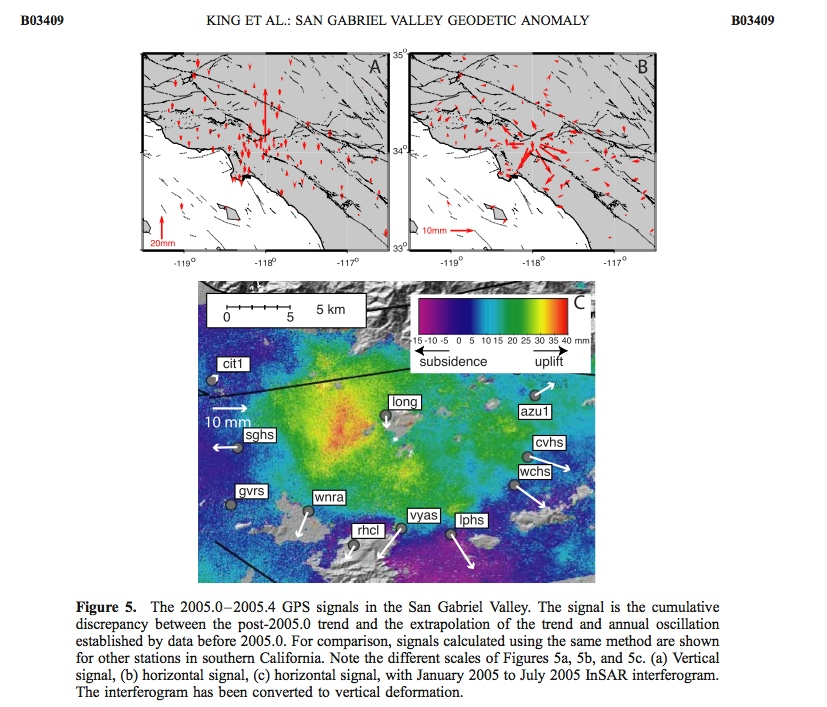 B03409 KING ET AL.: SAN GABRIEL VALLEY GEODETIC ANOMALY B03409
A
B
35°
34°
33°
20mm
10mm
-119° -118° -117° -119° -118° -117°
C
0 5 5 km
-15 -10 -5 0 5 10 15 20 25 30 35 40 mm
subsidence uplift
cit1
10 mm
long
azu1
sghs
cvhs
wchs
gvrs
wnra
vyas
lphs
rhcl
Figure 5. The 2005.0–2005.4 GPS signals in the San Gabriel Valley. The signal is the cumulative
discrepancy between the post-2005.0 trend and the extrapolation of the trend and annual oscillation
established by data before 2005.0. For comparison, signals calculated using the same method are shown
for other stations in southern California. Note the different scales of Figures 5a, 5b, and 5c. (a) Vertical
signal, (b) horizontal signal, (c) horizontal signal, with January 2005 to July 2005 InSAR interferogram.
The interferogram has been converted to vertical deformation.